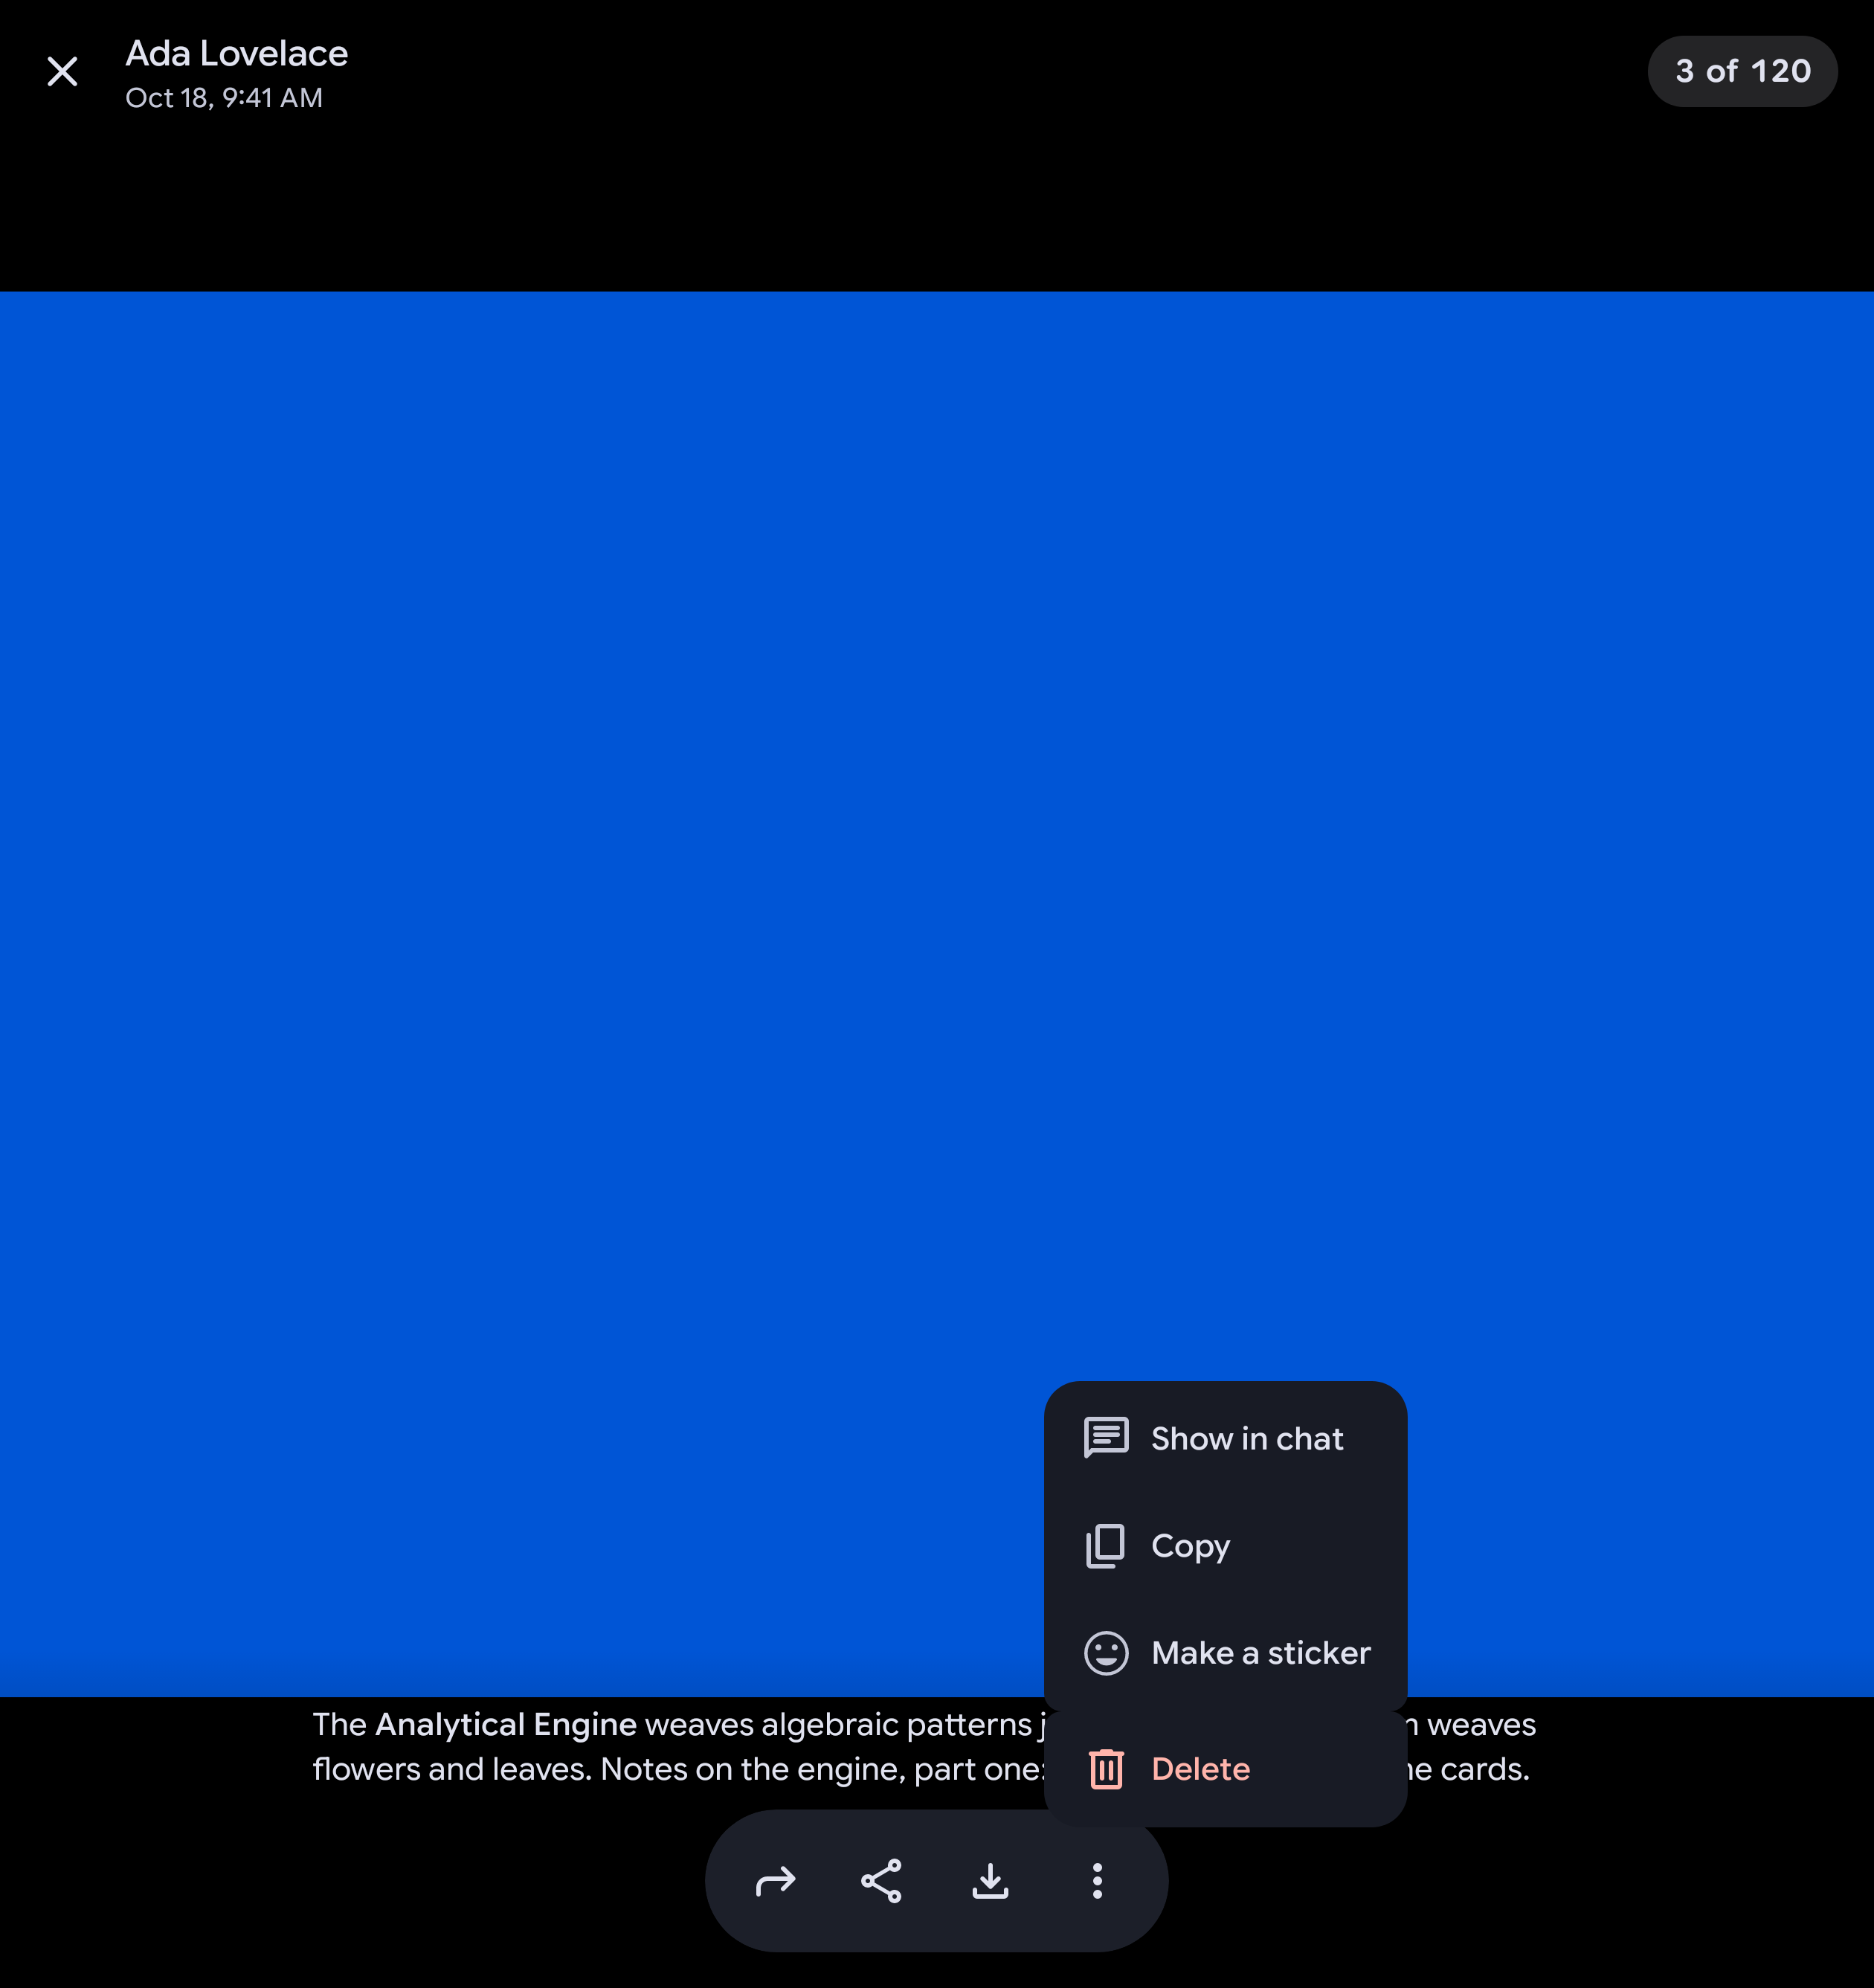 Ada Lovelace
Oct 18, 9:41 AM
3 of 120
Show in chat
Copy
Make a sticker
The Analytical Engine weaves algebraic patterns weaves
flowers and leaves. Notes on the engine, part one: cards.
Delete